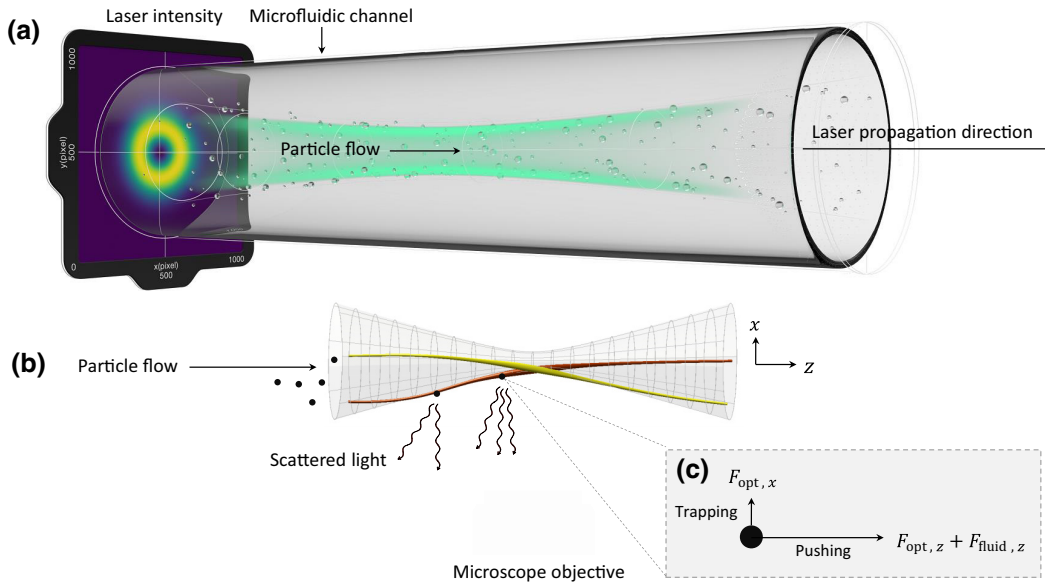 (a)
Laser intensity
Microfluidic channel
1000
y(pixel)
500
0
x(pixel)
500
1000
Particle flow
Laser propagation direction
(b)
Particle flow
x
z
Scattered light
Microscope objective
(c)
F_opt, x
Trapping
Pushing
F_opt, z + F_fluid, z